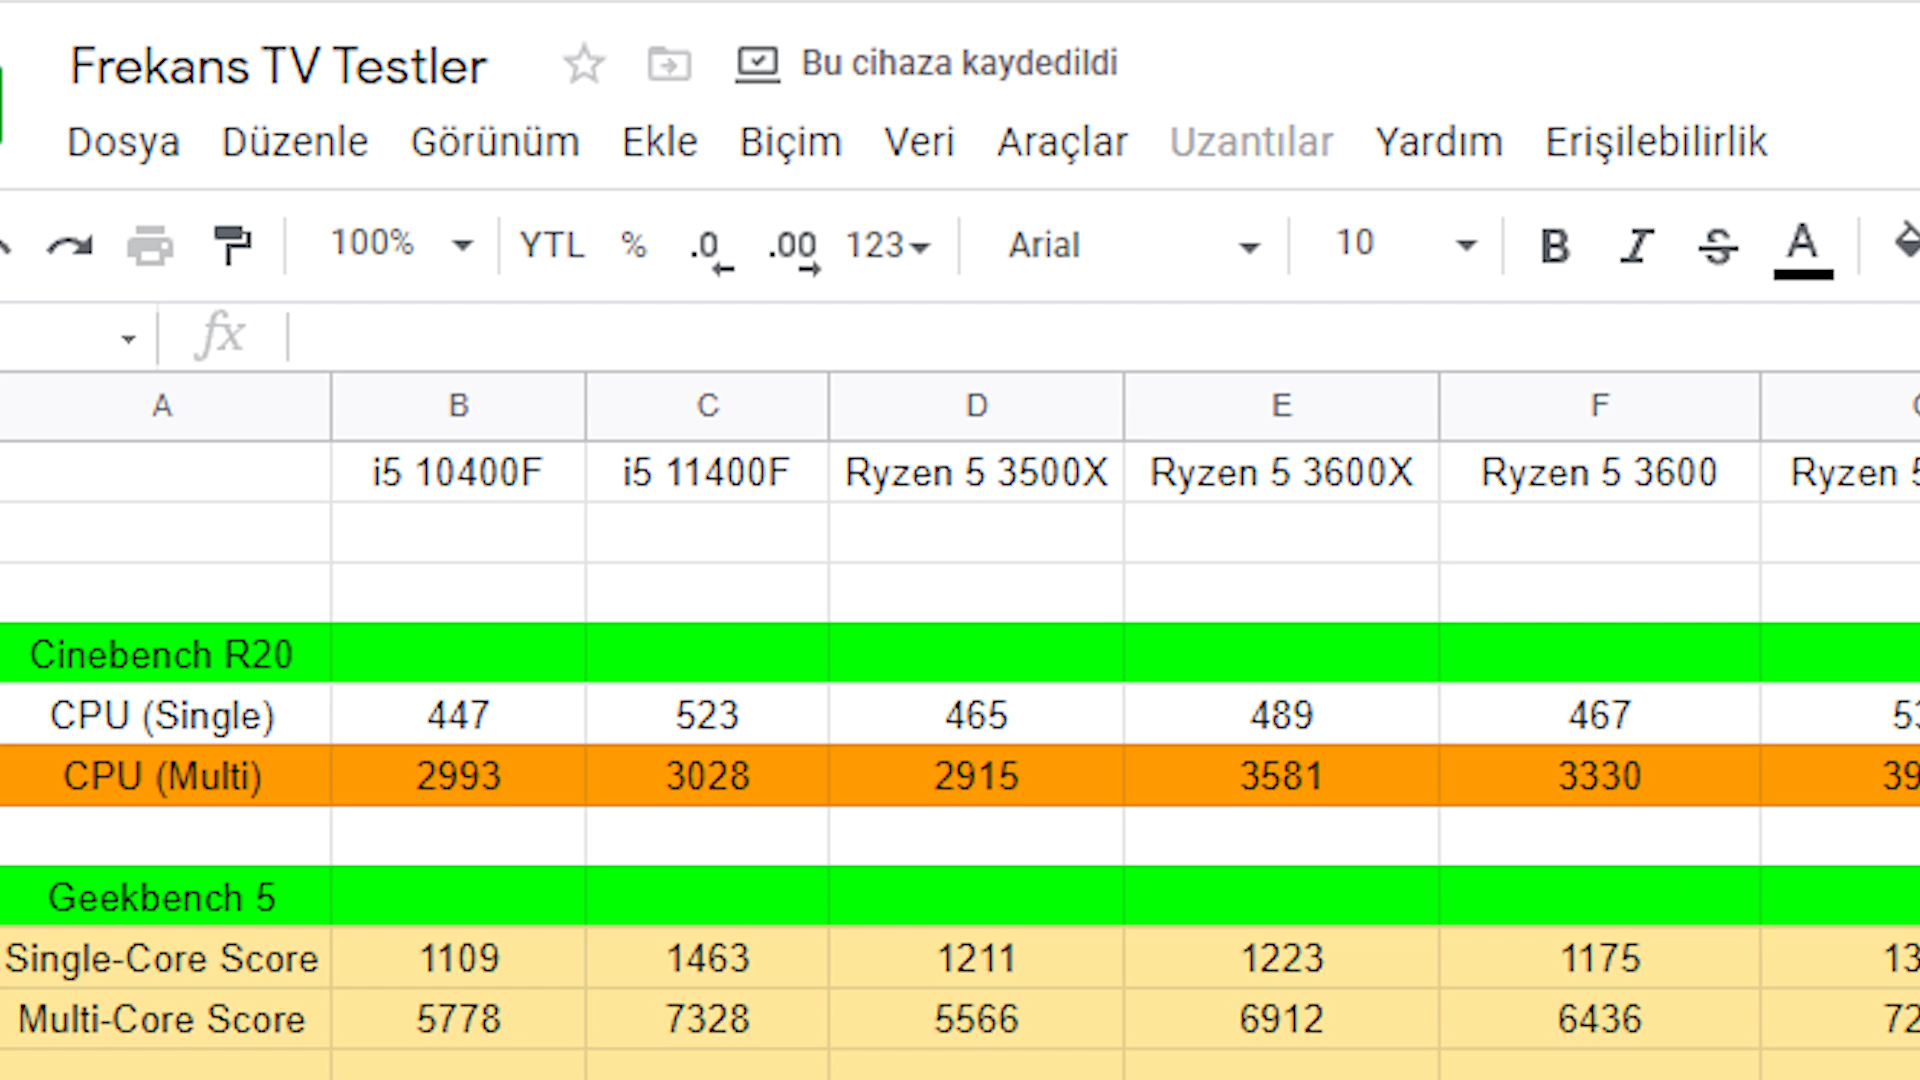 Frekans TV Testler Bu cihaza kaydedildi
Dosya Düzenle Görünüm Ekle Biçim Veri Araçlar Uzantılar Yardım Erişilebilirlik
100% YTL % .0 .00 123 Arial 10 B I S A
fx
A B C D E F
i5 10400F i5 11400F Ryzen 5 3500X Ryzen 5 3600X Ryzen 5 3600 Ryzen
Cinebench R20
CPU (Single) 447 523 465 489 467
CPU (Multi) 2993 3028 2915 3581 3330
Geekbench 5
Single-Core Score 1109 1463 1211 1223 1175
Multi-Core Score 5778 7328 5566 6912 6436